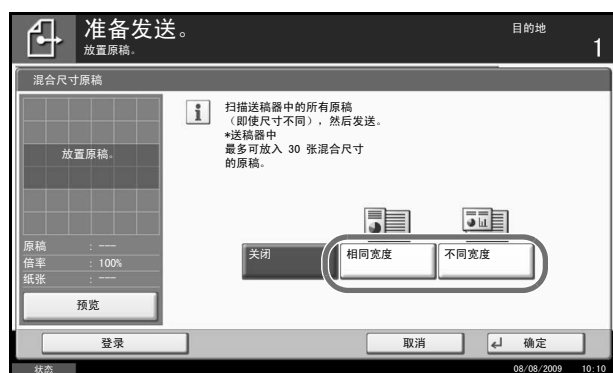 准备发送。
放置原稿。
目的地
1
混合尺寸原稿
放置原稿。
扫描送稿器中的所有原稿
（即使尺寸不同），然后发送。
*送稿器中
最多可放入 30 张混合尺寸
的原稿。
原稿 : ---
倍率 : 100%
纸张 : ---
预览
关闭
相同宽度
不同宽度
登录
取消
确定
状态
08/08/2009 10:10